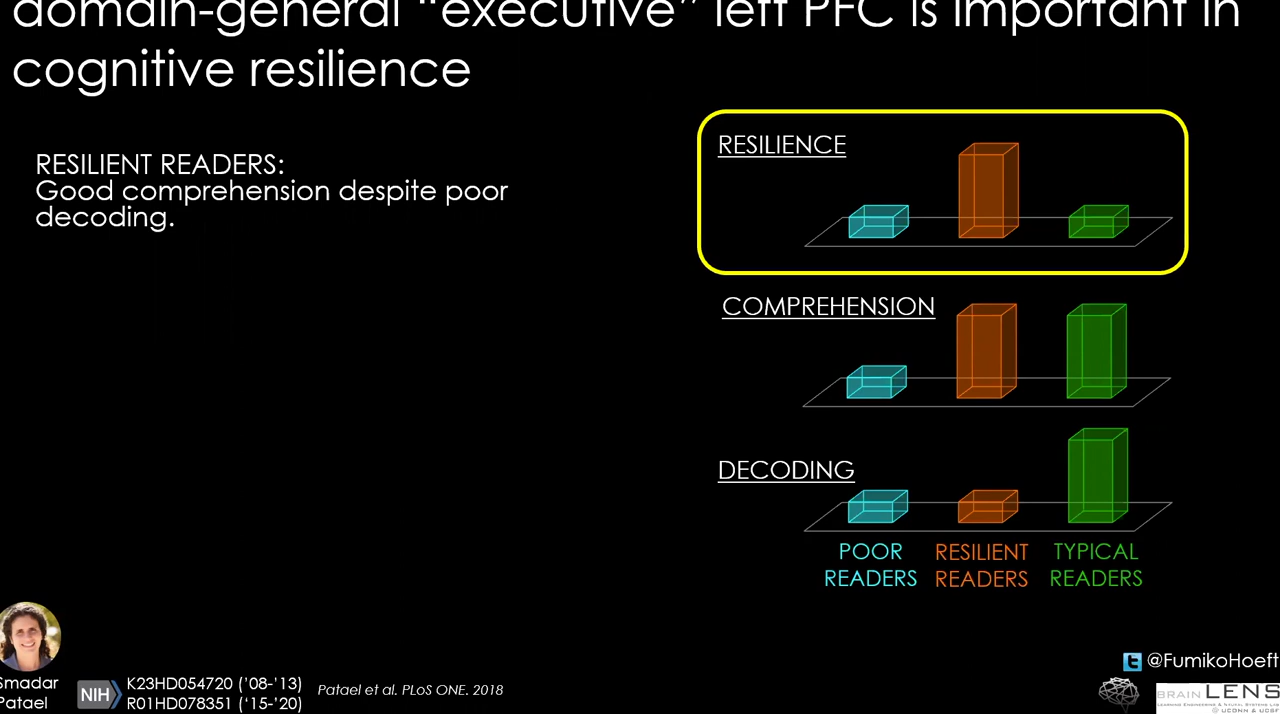 domain-general “executive” left PFC is important in
cognitive resilience
RESILIENT READERS:
Good comprehension despite poor
decoding.
RESILIENCE
COMPREHENSION
DECODING
POOR READERS
RESILIENT READERS
TYPICAL READERS
Smadar
Patael
NIH
K23HD054720 (’08-’13)
R01HD078351 (’15-’20)
Patael et al. PLoS ONE. 2018
@FumikoHoeft
BRAIN LENS
@ UCONN & UCSF